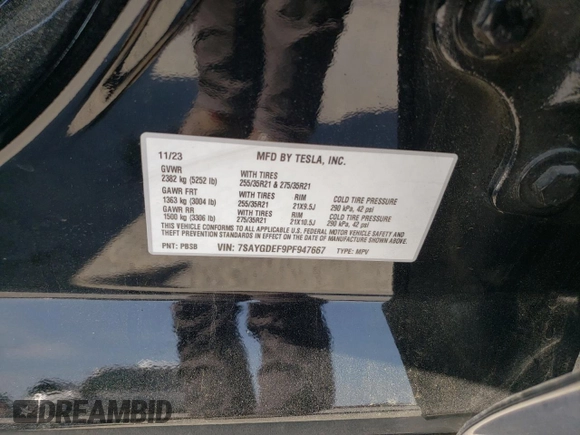 11/23 MFD BY TESLA, INC.
GVWR
2382 kg (5252 lb) WITH TIRES 255/35R21 & 275/35R21
GAWR FRT WITH TIRES RIM COLD TIRE PRESSURE
1363 kg (3004 lb) 255/35R21 21X9.5J 290 kPa, 42 psi
GAWR RR WITH TIRES RIM COLD TIRE PRESSURE
1500 kg (3306 lb) 275/35R21 21X10.5J 290 kPa, 42 psi
THIS VEHICLE CONFORMS TO ALL APPLICABLE U.S. FEDERAL MOTOR VEHICLE SAFETY AND
THEFT PREVENTION STANDARDS IN EFFECT ON THE DATE OF MANUFACTURE SHOWN ABOVE.
PNT: PBSB VIN: 7SAYGDEF9PF947667 TYPE: MPV
DREAMBID